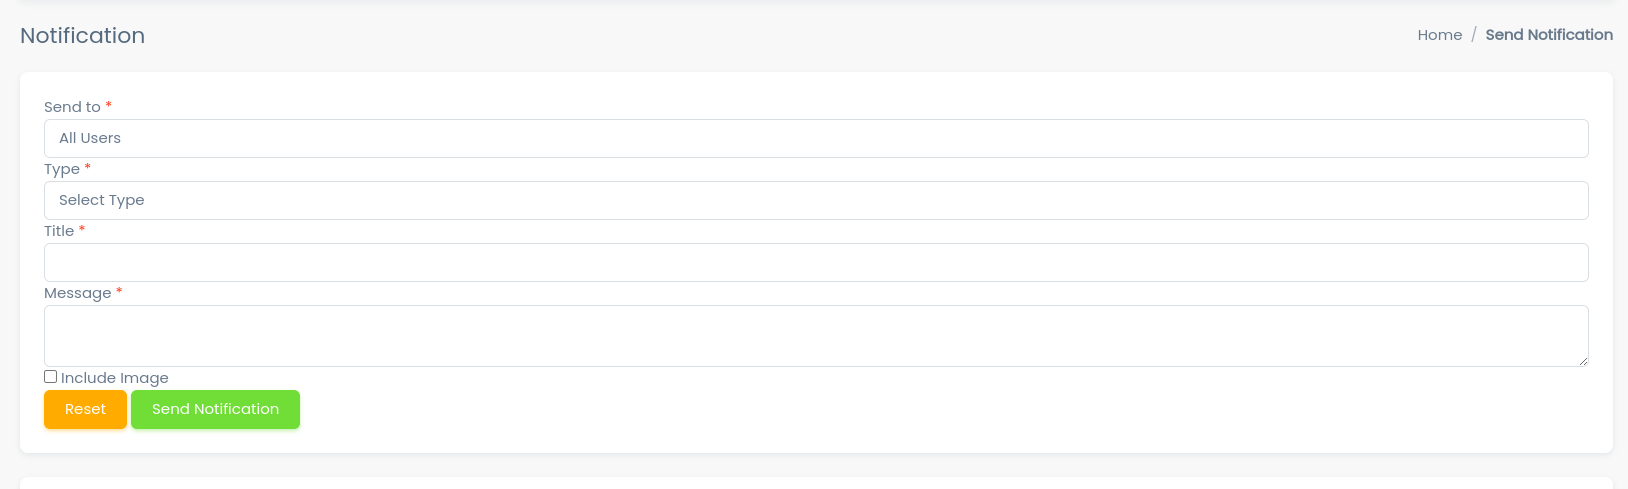 Notification
Home / Send Notification
Send to *
All Users
Type *
Select Type
Title *
Message *
Include Image
Reset Send Notification